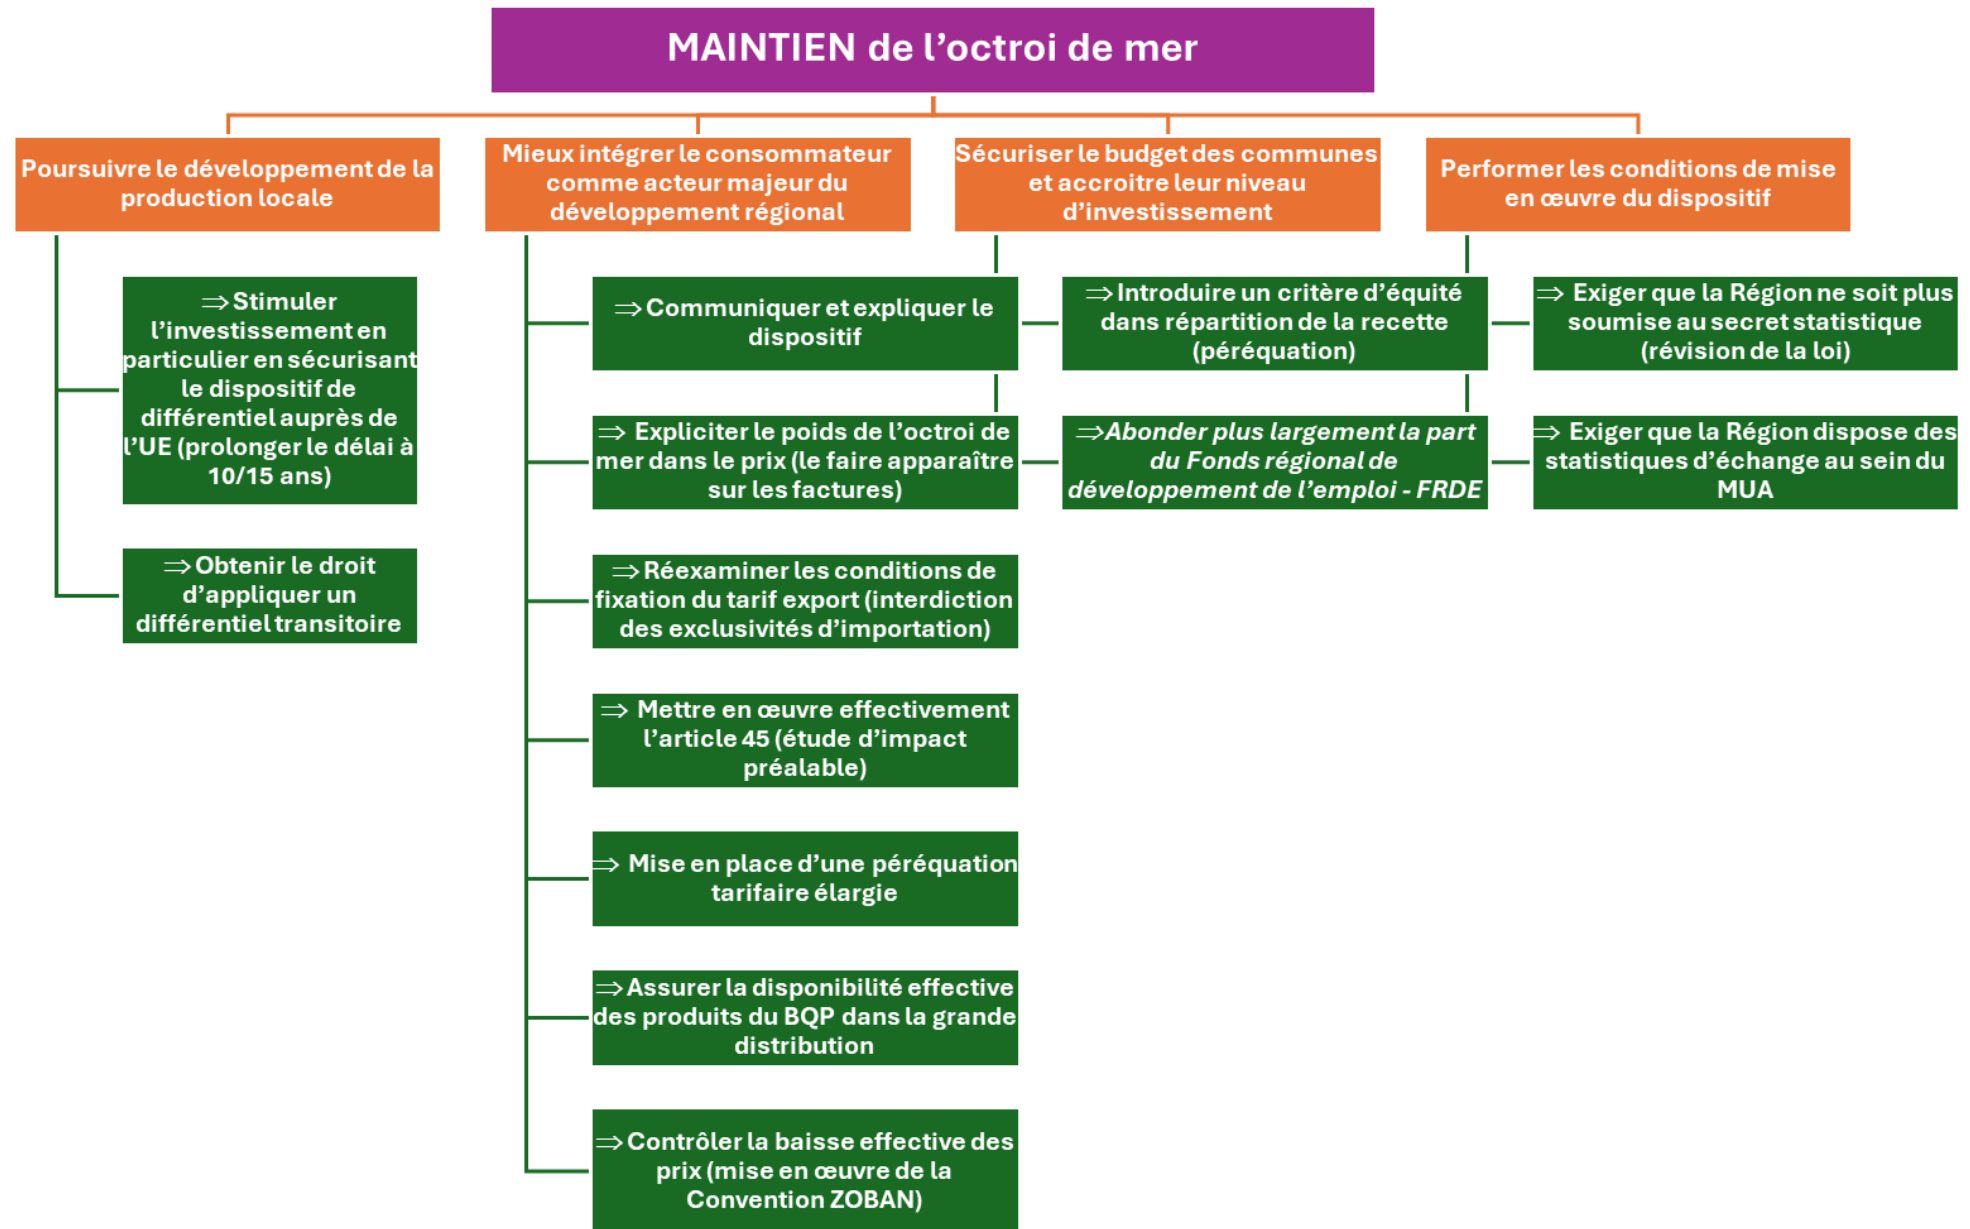 MAINTIEN de l’octroi de mer
Poursuivre le développement de la
production locale
⇒ Stimuler
l’investissement en
particulier en sécurisant
le dispositif de
différentiel auprès de
l’UE (prolonger le délai à
10/15 ans)
⇒ Obtenir le droit
d’appliquer un
différentiel transitoire
Mieux intégrer le consommateur
comme acteur majeur du
développement régional
⇒ Communiquer et expliquer le
dispositif
⇒ Expliciter le poids de l’octroi de
mer dans le prix (le faire apparaître
sur les factures)
⇒ Réexaminer les conditions de
fixation du tarif export (interdiction
des exclusivités d’importation)
⇒ Mettre en œuvre effectivement
l’article 45 (étude d’impact
préalable)
⇒ Mise en place d’une péréquation
tarifaire élargie
⇒ Assurer la disponibilité effective
des produits du BQP dans la grande
distribution
⇒ Contrôler la baisse effective des
prix (mise en œuvre de la
Convention ZOBAN)
Sécuriser le budget des communes
et accroitre leur niveau
d’investissement
⇒ Introduire un critère d’équité
dans répartition de la recette
(péréquation)
⇒ Abonder plus largement la part
du Fonds régional de
développement de l’emploi - FRDE
Performer les conditions de mise
en œuvre du dispositif
⇒ Exiger que la Région ne soit plus
soumise au secret statistique
(révision de la loi)
⇒ Exiger que la Région dispose des
statistiques d’échange au sein du
MUA